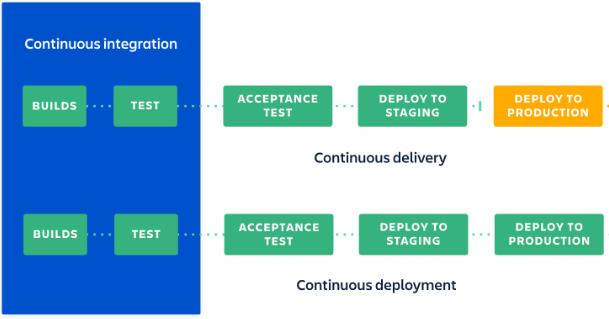 Continuous integration
BUILDS
TEST
ACCEPTANCE
TEST
DEPLOY TO
STAGING
DEPLOY TO
PRODUCTION
Continuous delivery
BUILDS
TEST
ACCEPTANCE
TEST
DEPLOY TO
STAGING
DEPLOY TO
PRODUCTION
Continuous deployment